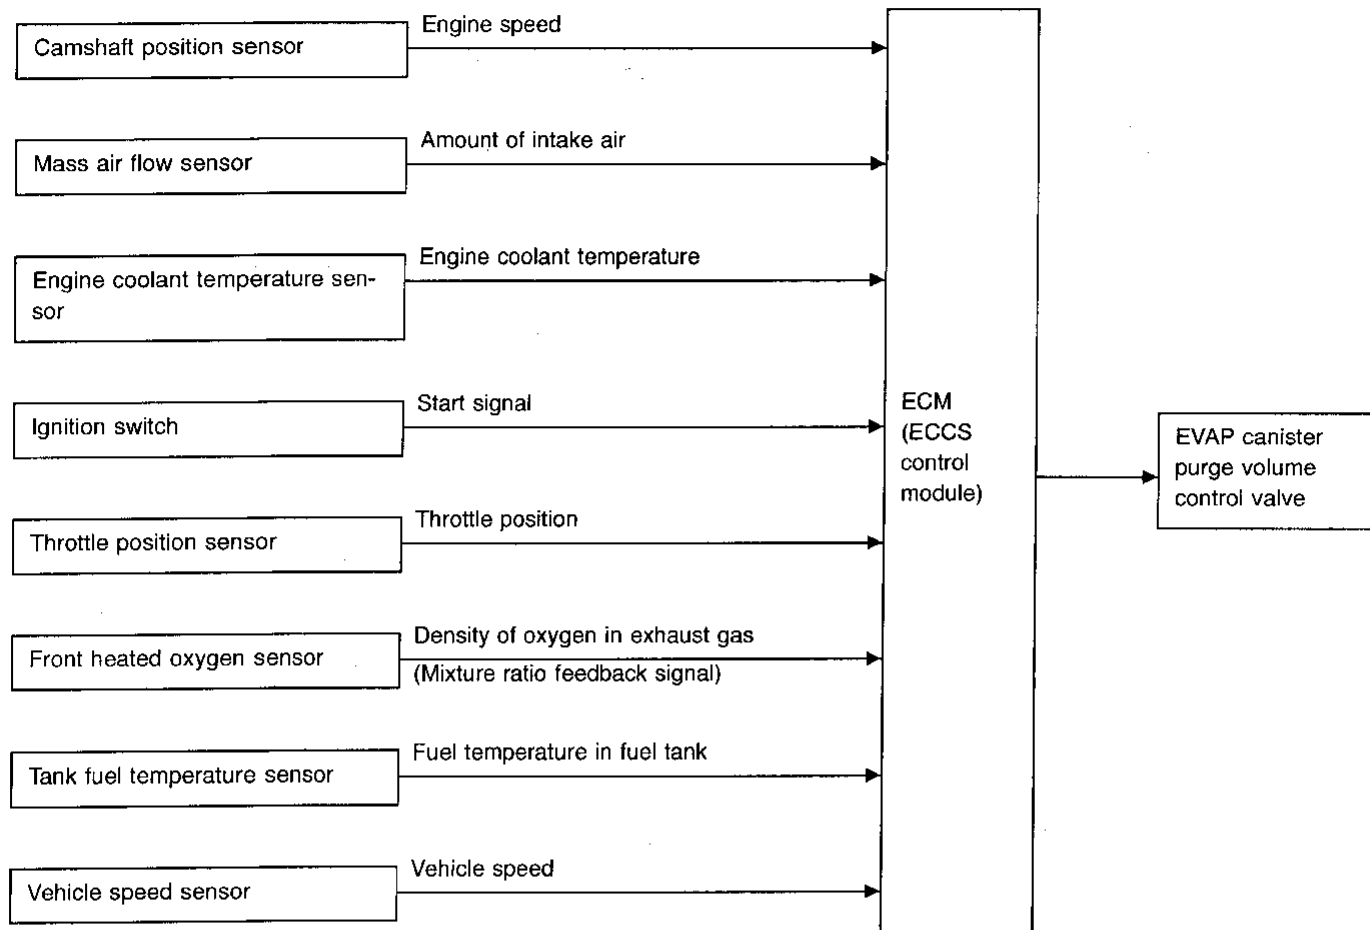 Engine speed
Camshaft position sensor
Amount of intake air
Mass air flow sensor
Engine coolant temperature
Engine coolant temperature sen-
sor
Start signal
Ignition switch
Throttle position
Throttle position sensor
Density of oxygen in exhaust gas
Front heated oxygen sensor
(Mixture ratio feedback signal)
Fuel temperature in fuel tank
Tank fuel temperature sensor
Vehicle speed
Vehicle speed sensor
ECM
(ECCS
control
module)
EVAP canister
purge volume
control valve